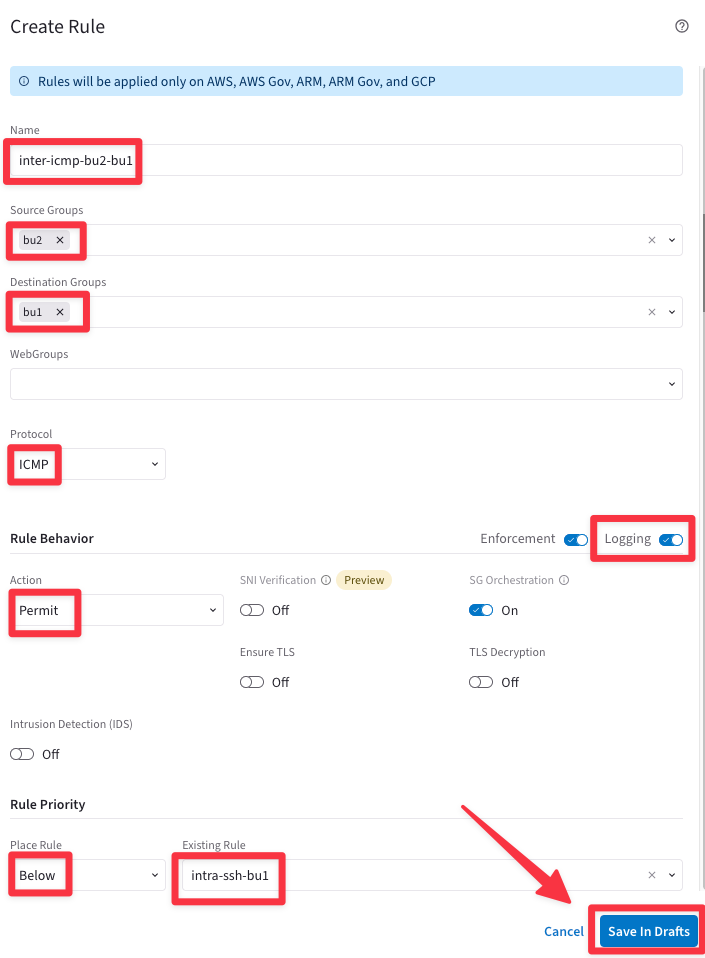 Create Rule
Rules will be applied only on AWS, AWS Gov, ARM, ARM Gov, and GCP
Name
inter-icmp-bu2-bu1
Source Groups
bu2
Destination Groups
bu1
WebGroups
Protocol
ICMP
Rule Behavior Enforcement Logging
Action SNI Verification Preview SG Orchestration
Permit Off On
Ensure TLS TLS Decryption
Off Off
Intrusion Detection (IDS)
Off
Rule Priority
Place Rule Existing Rule
Below intra-ssh-bu1
Cancel Save In Drafts